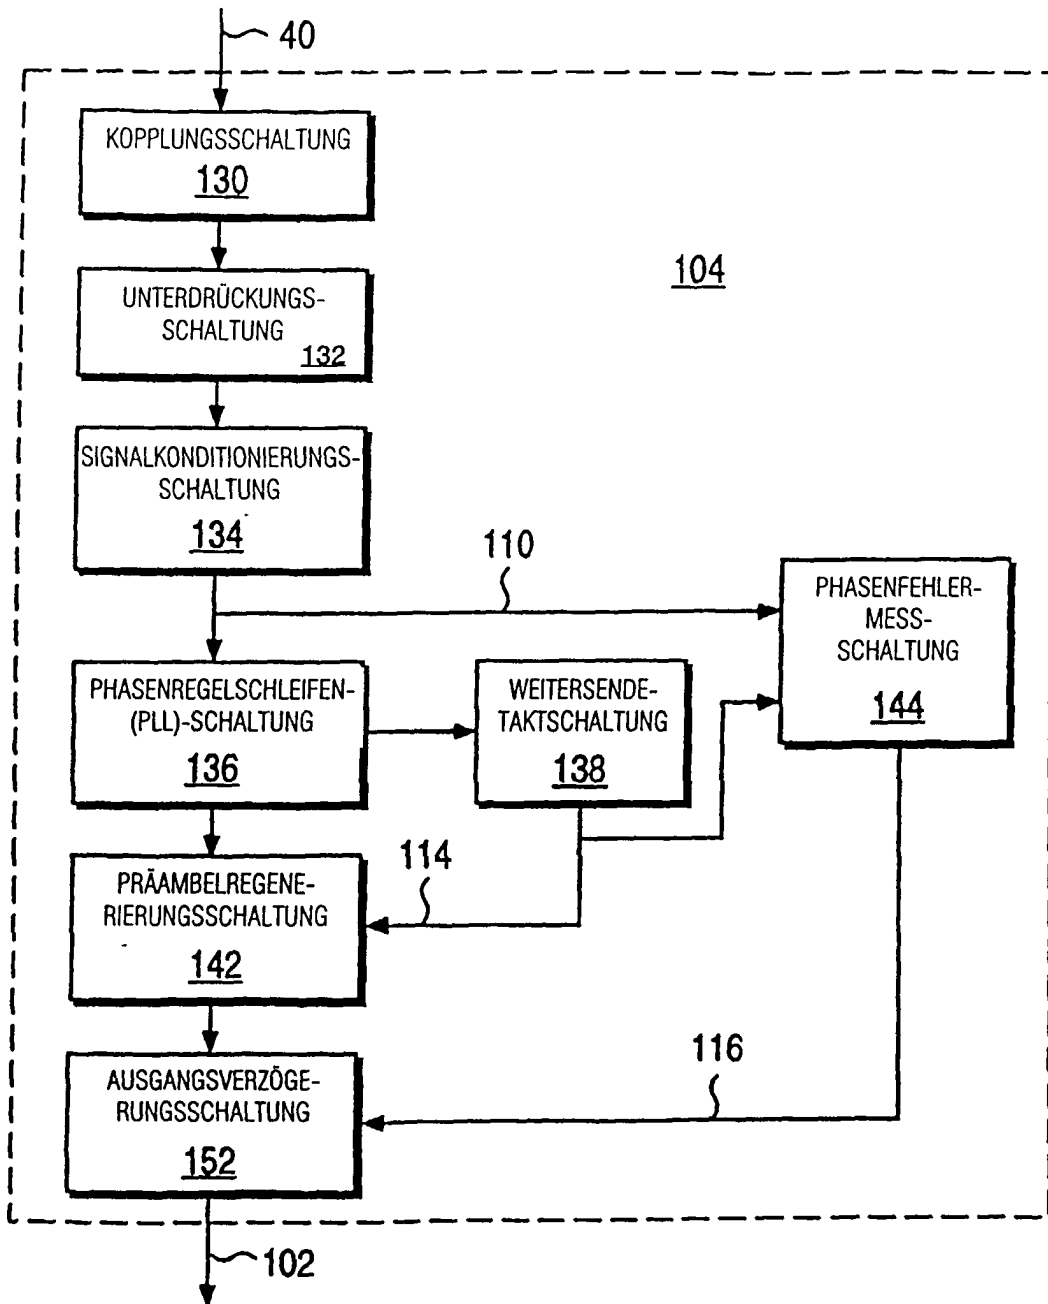 40
KOPPLUNGSSCHALTUNG
130
104
UNTERDRÜCKUNGS-
SCHALTUNG
132
SIGNALKONDITIONIERUNGS-
SCHALTUNG
134
110
PHASENFEHLER-
MESS-
SCHALTUNG
144
PHASENREGELSCHLEIFEN-
(PLL)-SCHALTUNG
136
WEITERSENDE-
TAKTSCHALTUNG
138
114
PRÄAMBELREGENE-
RIERUNGSSCHALTUNG
142
116
AUSGANGSVERZÖGE-
RUNGSSCHALTUNG
152
102